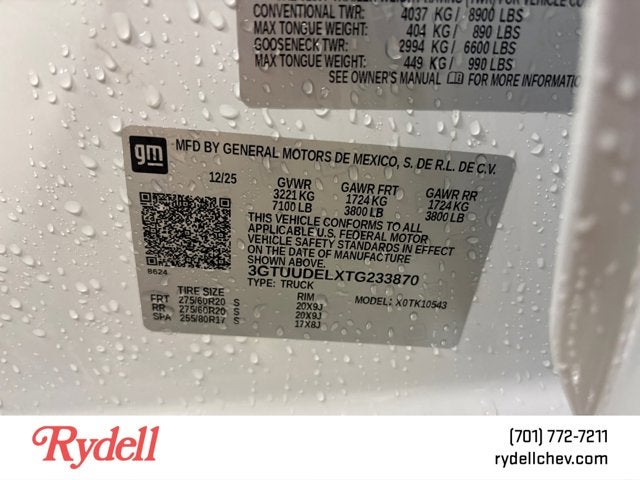 CONVENTIONAL TWR: 4037 KG/ 8900 LBS
MAX TONGUE WT: 404 KG/ 890 LBS
GOOSENECK TWR: 2994 KG/ 6600 LBS
MAX TONGUE WT: 449 KG/ 990 LBS
SEE OWNER'S MANUAL FOR MORE INFORMATION
gm MFD BY GENERAL MOTORS DE MEXICO, S. DE R.L. DE C.V.
12/25 GVWR GAWR FRT GAWR RR
3221 KG 1724 KG 1724 KG
7100 LB 3800 LB 3800 LB
THIS VEHICLE CONFORMS TO ALL
APPLICABLE U.S. FEDERAL MOTOR
VEHICLE SAFETY STANDARDS IN EFFECT
ON THE DATE OF MANUFACTURE
SHOWN ABOVE.
8624 3GTUUDELXTG233870
TYPE: TRUCK
TIRE SIZE RIM MODEL: X0TK10543
FRT 275/60R20 S 20X9J
RR 275/60R20 S 20X9J
SPA 255/80R17 S 17X8J
Rydell
(701) 772-7211
rydellchev.com